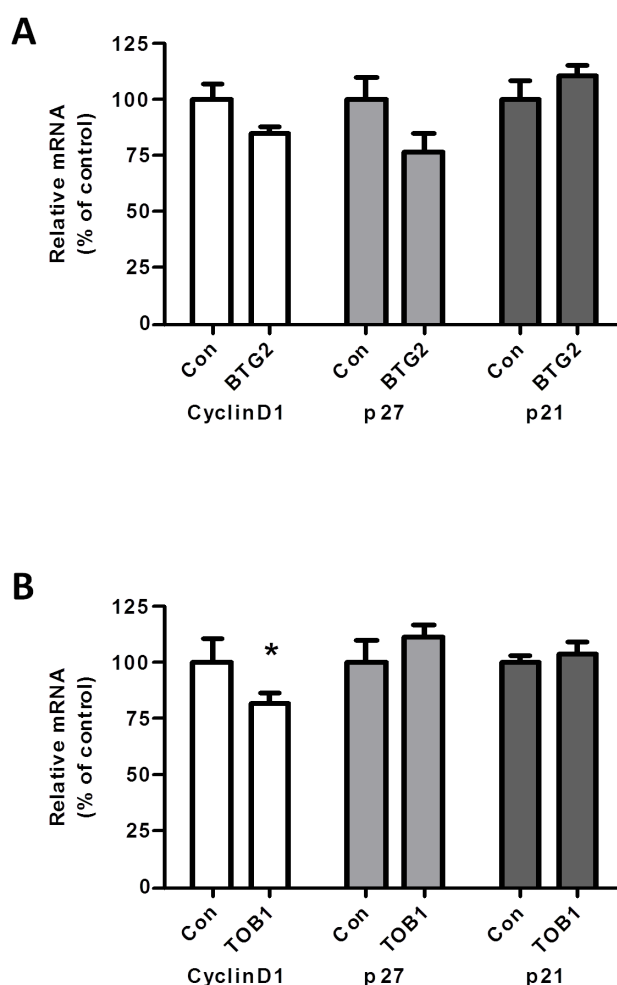 A
Relative mRNA
(% of control)
125
100
75
50
25
0
Con
BTG2
Con
BTG2
Con
BTG2
CyclinD1
p27
p21
B
Relative mRNA
(% of control)
125
100
75
50
25
0
*
Con
TOB1
Con
TOB1
Con
TOB1
CyclinD1
p27
p21